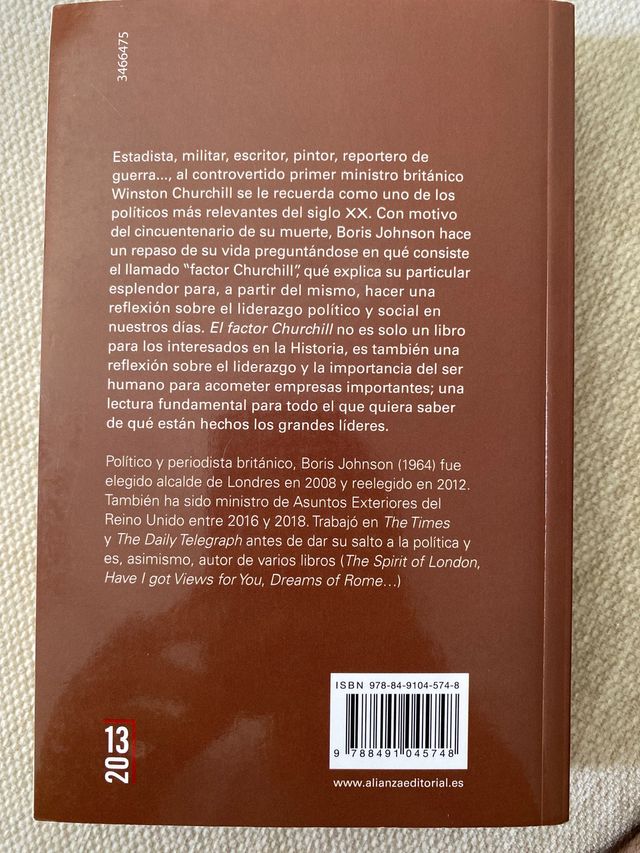 3466475
Estadista, militar, escritor, pintor, reportero de
guerra..., al controvertido primer ministro británico
Winston Churchill se le recuerda como uno de los
políticos más relevantes del siglo XX. Con motivo
del cincuentenario de su muerte, Boris Johnson hace
un repaso de su vida preguntándose en qué consiste
el llamado "factor Churchill", qué explica su particular
esplendor para, a partir del mismo, hacer una
reflexión sobre el liderazgo político y social en
nuestros días. El factor Churchill no es solo un libro
para los interesados en la Historia, es también una
reflexión sobre el liderazgo y la importancia del ser
humano para acometer empresas importantes; una
lectura fundamental para todo el que quiera saber
de qué están hechos los grandes líderes.
Político y periodista británico, Boris Johnson (1964) fue
elegido alcalde de Londres en 2008 y reelegido en 2012.
También ha sido ministro de Asuntos Exteriores del
Reino Unido entre 2016 y 2018. Trabajó en The Times
y The Daily Telegraph antes de dar su salto a la política y
es, asimismo, autor de varios libros (The Spirit of London,
Have I got Views for You, Dreams of Rome...)
ISBN 978-84-9104-574-8
9 788491 045748
www.alianzaeditorial.es
13
20